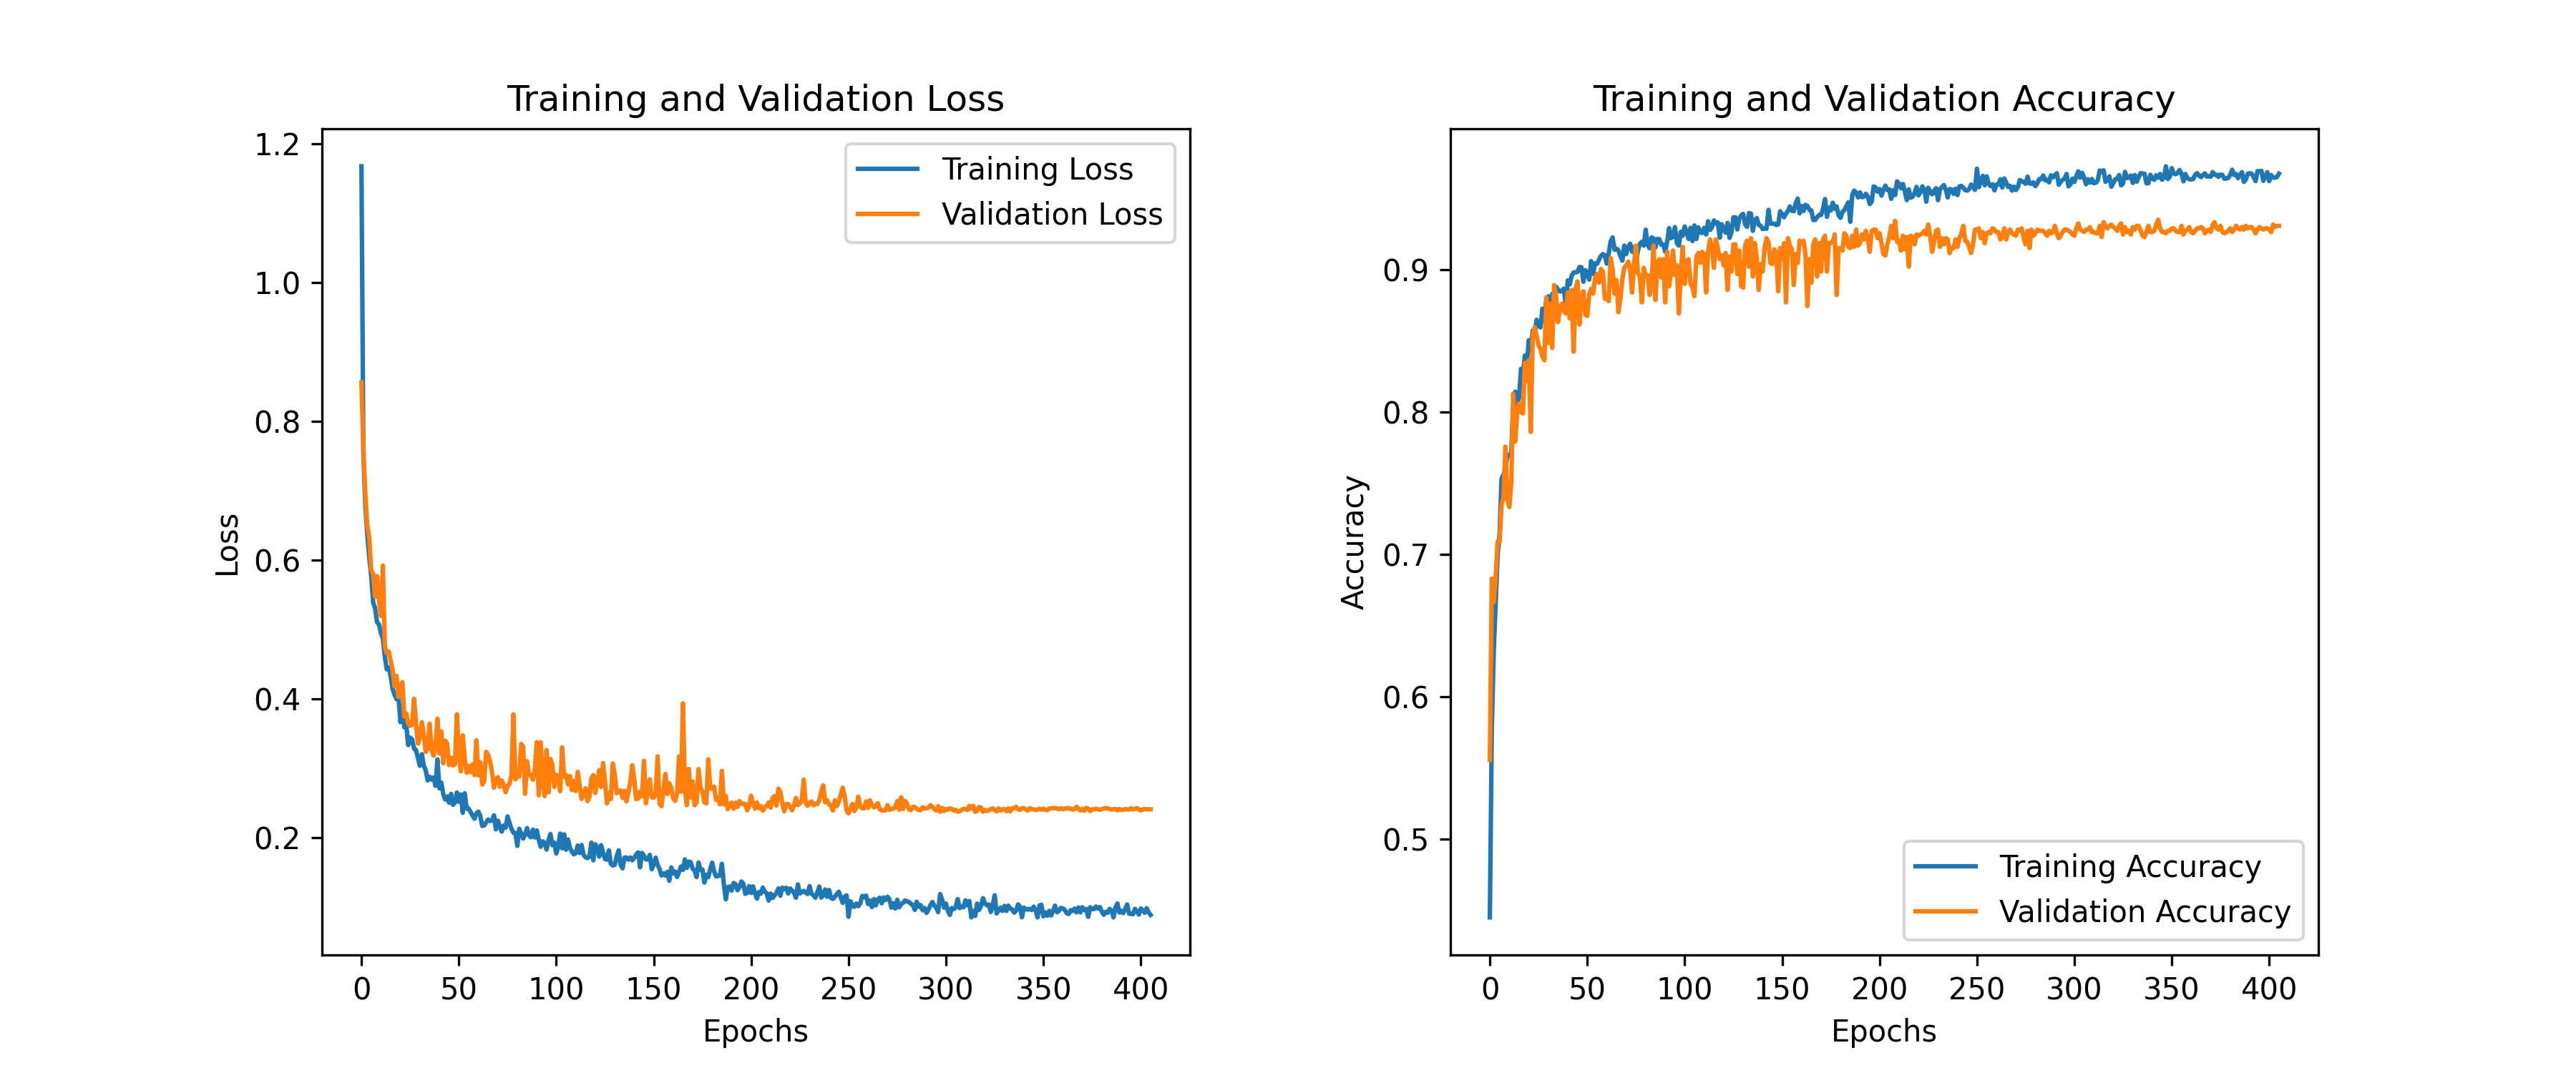 Training and Validation Loss
1.2
1.0
0.8
0.6
0.4
0.2
Loss
Training Loss
Validation Loss
0 50 100 150 200 250 300 350 400
Epochs
Training and Validation Accuracy
0.9
0.8
0.7
0.6
0.5
Accuracy
Training Accuracy
Validation Accuracy
0 50 100 150 200 250 300 350 400
Epochs